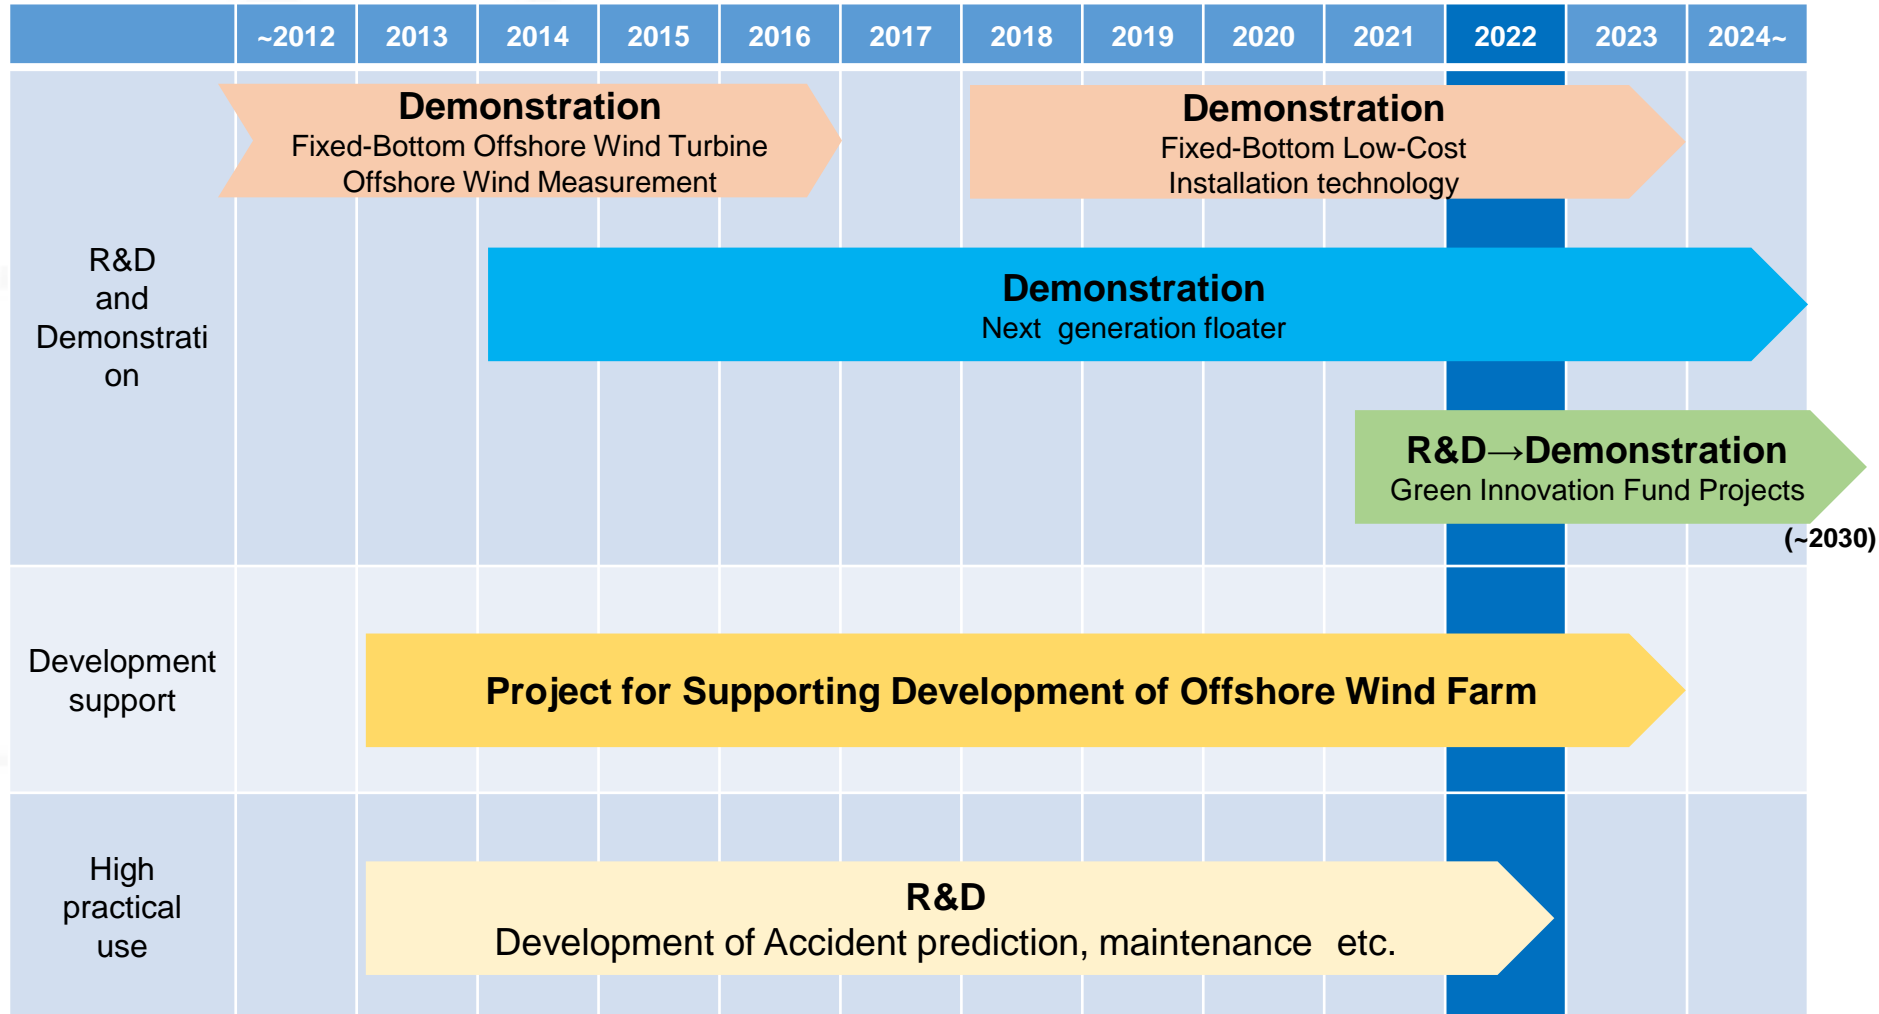 ~2012 2013 2014 2015 2016 2017 2018 2019 2020 2021 2022 2023 2024~
R&D
and
Demonstrati
on
Demonstration
Fixed-Bottom Offshore Wind Turbine
Offshore Wind Measurement
Demonstration
Fixed-Bottom Low-Cost
Installation technology
Demonstration
Next generation floater
R&D→Demonstration
Green Innovation Fund Projects
(~2030)
Development
support
Project for Supporting Development of Offshore Wind Farm
High
practical
use
R&D
Development of Accident prediction, maintenance etc.